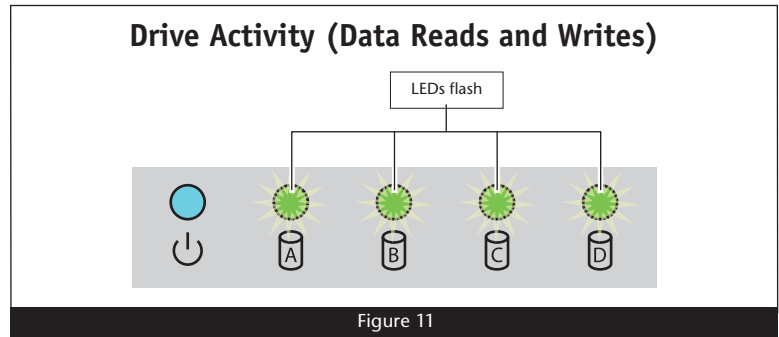 Drive Activity (Data Reads and Writes)
LEDs flash
A B C D
Figure 11